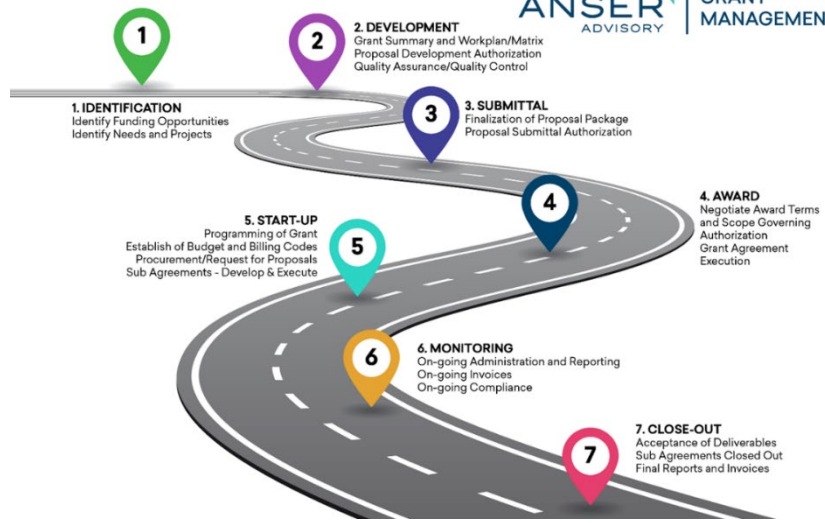 ANSER
ADVISORY
MANAGEMEN
1
1. IDENTIFICATION
Identify Funding Opportunities
Identify Needs and Projects
2
2. DEVELOPMENT
Grant Summary and Workplan/Matrix
Proposal Development Authorization
Quality Assurance/Quality Control
3
3. SUBMITTAL
Finalization of Proposal Package
Proposal Submittal Authorization
4
4. AWARD
Negotiate Award Terms
and Scope Governing
Authorization
Grant Agreement
Execution
5. START-UP
Programming of Grant
Establish of Budget and Billing Codes
Procurement/Request for Proposals
Sub Agreements - Develop & Execute
5
6
6. MONITORING
On-going Administration and Reporting
On-going Invoices
On-going Compliance
7
7. CLOSE-OUT
Acceptance of Deliverables
Sub Agreements Closed Out
Final Reports and Invoices